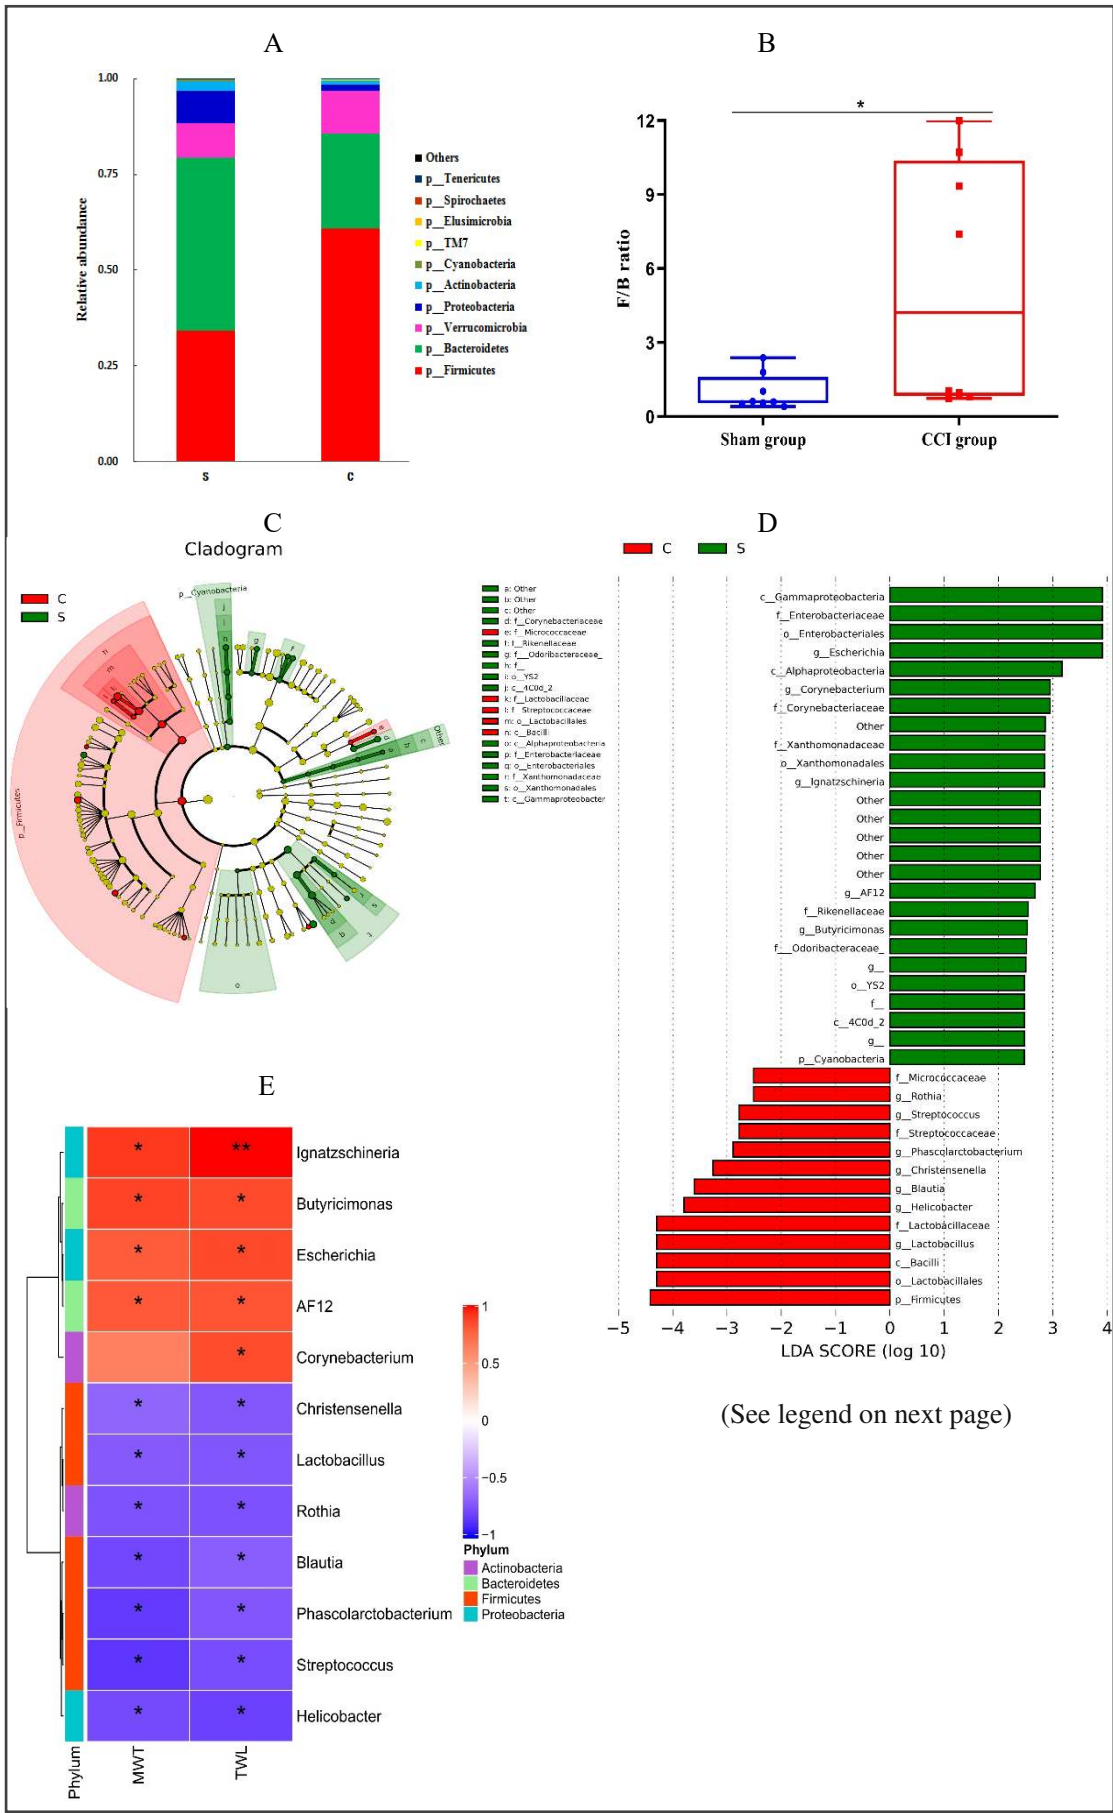 A
1.00
0.75
0.50
0.25
0.00
Relative abundance
S
C
Others
p__Tenericutes
p__Spirochaetes
p__Elusimicrobia
p__TM7
p__Cyanobacteria
p__Actinobacteria
p__Proteobacteria
p__Verrucomicrobia
p__Bacteroidetes
p__Firmicutes
B
*
12
9
6
3
0
F/B ratio
Sham group
CCI group
C
Cladogram
C
S
p__Cyanobacteria
p__Firmicutes
Other
a: Other
b: Other
c: Other
d: f__Corynebacteriaceae
e: f__Micrococcaceae
f: f__Rikenellaceae
g: f___Odoribacteraceae_
h: f__
i: o__YS2
j: c__4C0d_2
k: f__Lactobacillaceae
l: f__Streptococcaceae
m: o__Lactobacillales
n: c__Bacilli
o: c__Alphaproteobacteria
p: f__Enterobacteriaceae
q: o__Enterobacteriales
r: f__Xanthomonadaceae
s: o__Xanthomonadales
t: c__Gammaproteobacter
D
C
S
c__Gammaproteobacteria
f__Enterobacteriaceae
o__Enterobacteriales
g__Escherichia
c__Alphaproteobacteria
g__Corynebacterium
f__Corynebacteriaceae
Other
f__Xanthomonadaceae
o__Xanthomonadales
g__Ignatzschineria
Other
Other
Other
Other
Other
g__AF12
f__Rikenellaceae
g__Butyricimonas
f___Odoribacteraceae_
g__
o__YS2
f__
c__4C0d_2
g__
p__Cyanobacteria
f__Micrococcaceae
g__Rothia
g__Streptococcus
f__Streptococcaceae
g__Phascolarctobacterium
g__Christensenella
g__Blautia
g__Helicobacter
f__Lactobacillaceae
g__Lactobacillus
c__Bacilli
o__Lactobacillales
p__Firmicutes
−5 −4 −3 −2 −1 0 1 2 3 4
LDA SCORE (log 10)
(See legend on next page)
E
* ** Ignatzschineria
* * Butyricimonas
* * Escherichia
* * AF12
* Corynebacterium
* * Christensenella
* * Lactobacillus
* * Rothia
* * Blautia
* * Phascolarctobacterium
* * Streptococcus
* * Helicobacter
Phylum
MWT
TWL
1
0.5
0
−0.5
−1
Phylum
Actinobacteria
Bacteroidetes
Firmicutes
Proteobacteria